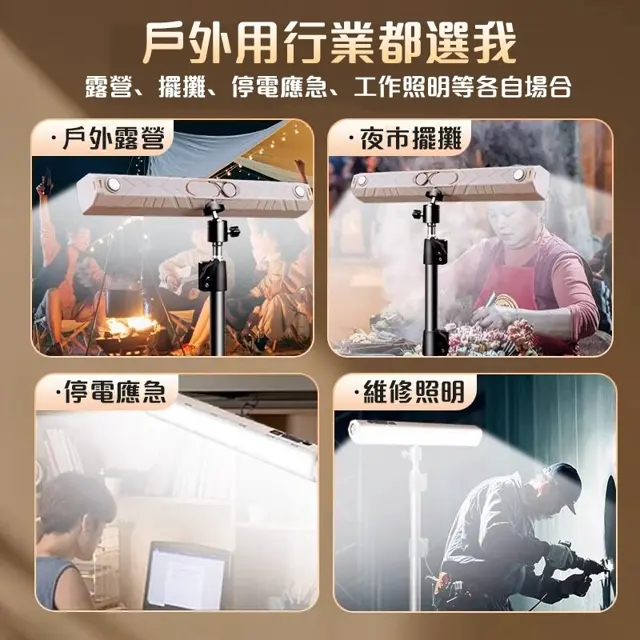 戶外用行業都選我
露營、擺攤、停電應急、工作照明等各自場合
·戶外露營
·夜市擺攤
·停電應急
·維修照明